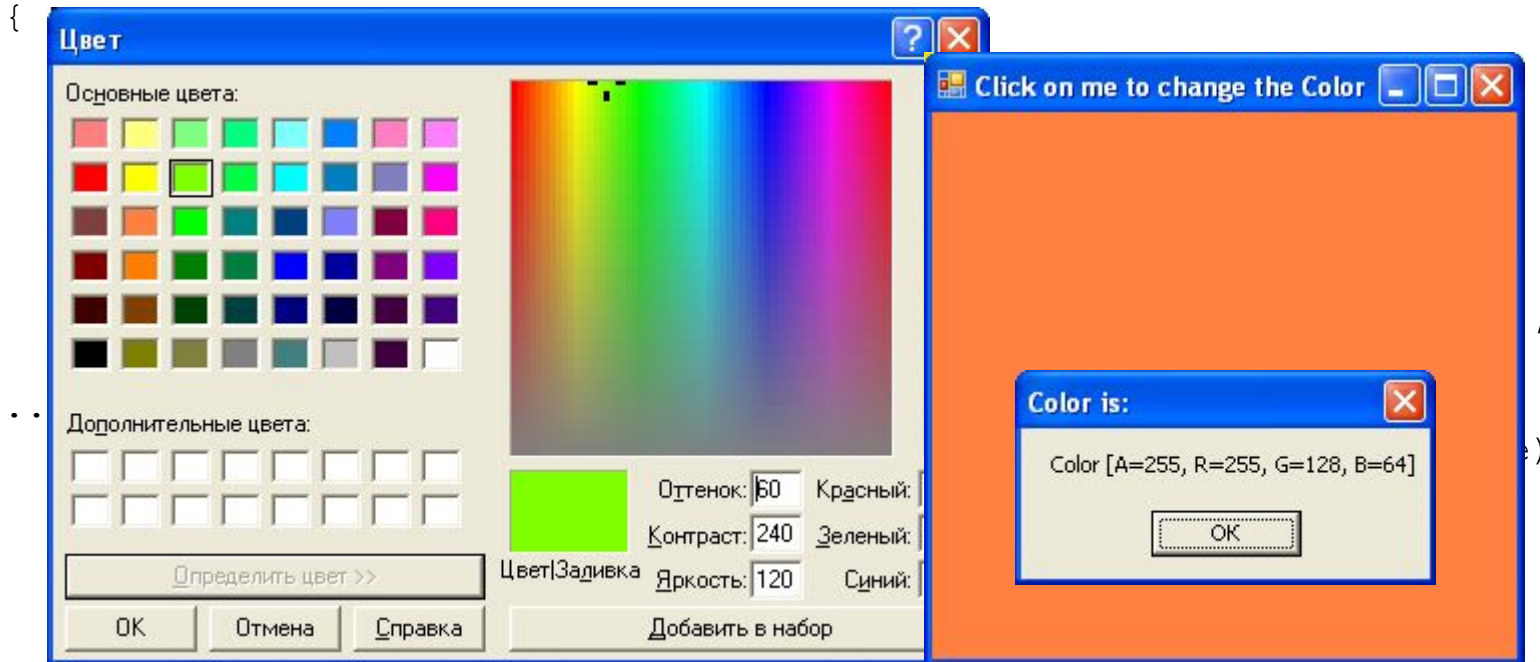 {
Цвет
Основные цвета:
Дополнительные цвета:
Определить цвет >>
ОК Отмена Справка
Цвет|Заливка
Оттенок: 60 Красный:
Контраст: 240 Зеленый:
Яркость: 120 Синий:
Добавить в набор
Click on me to change the Color
Color is:
Color [A=255, R=255, G=128, B=64]
OK
..
)